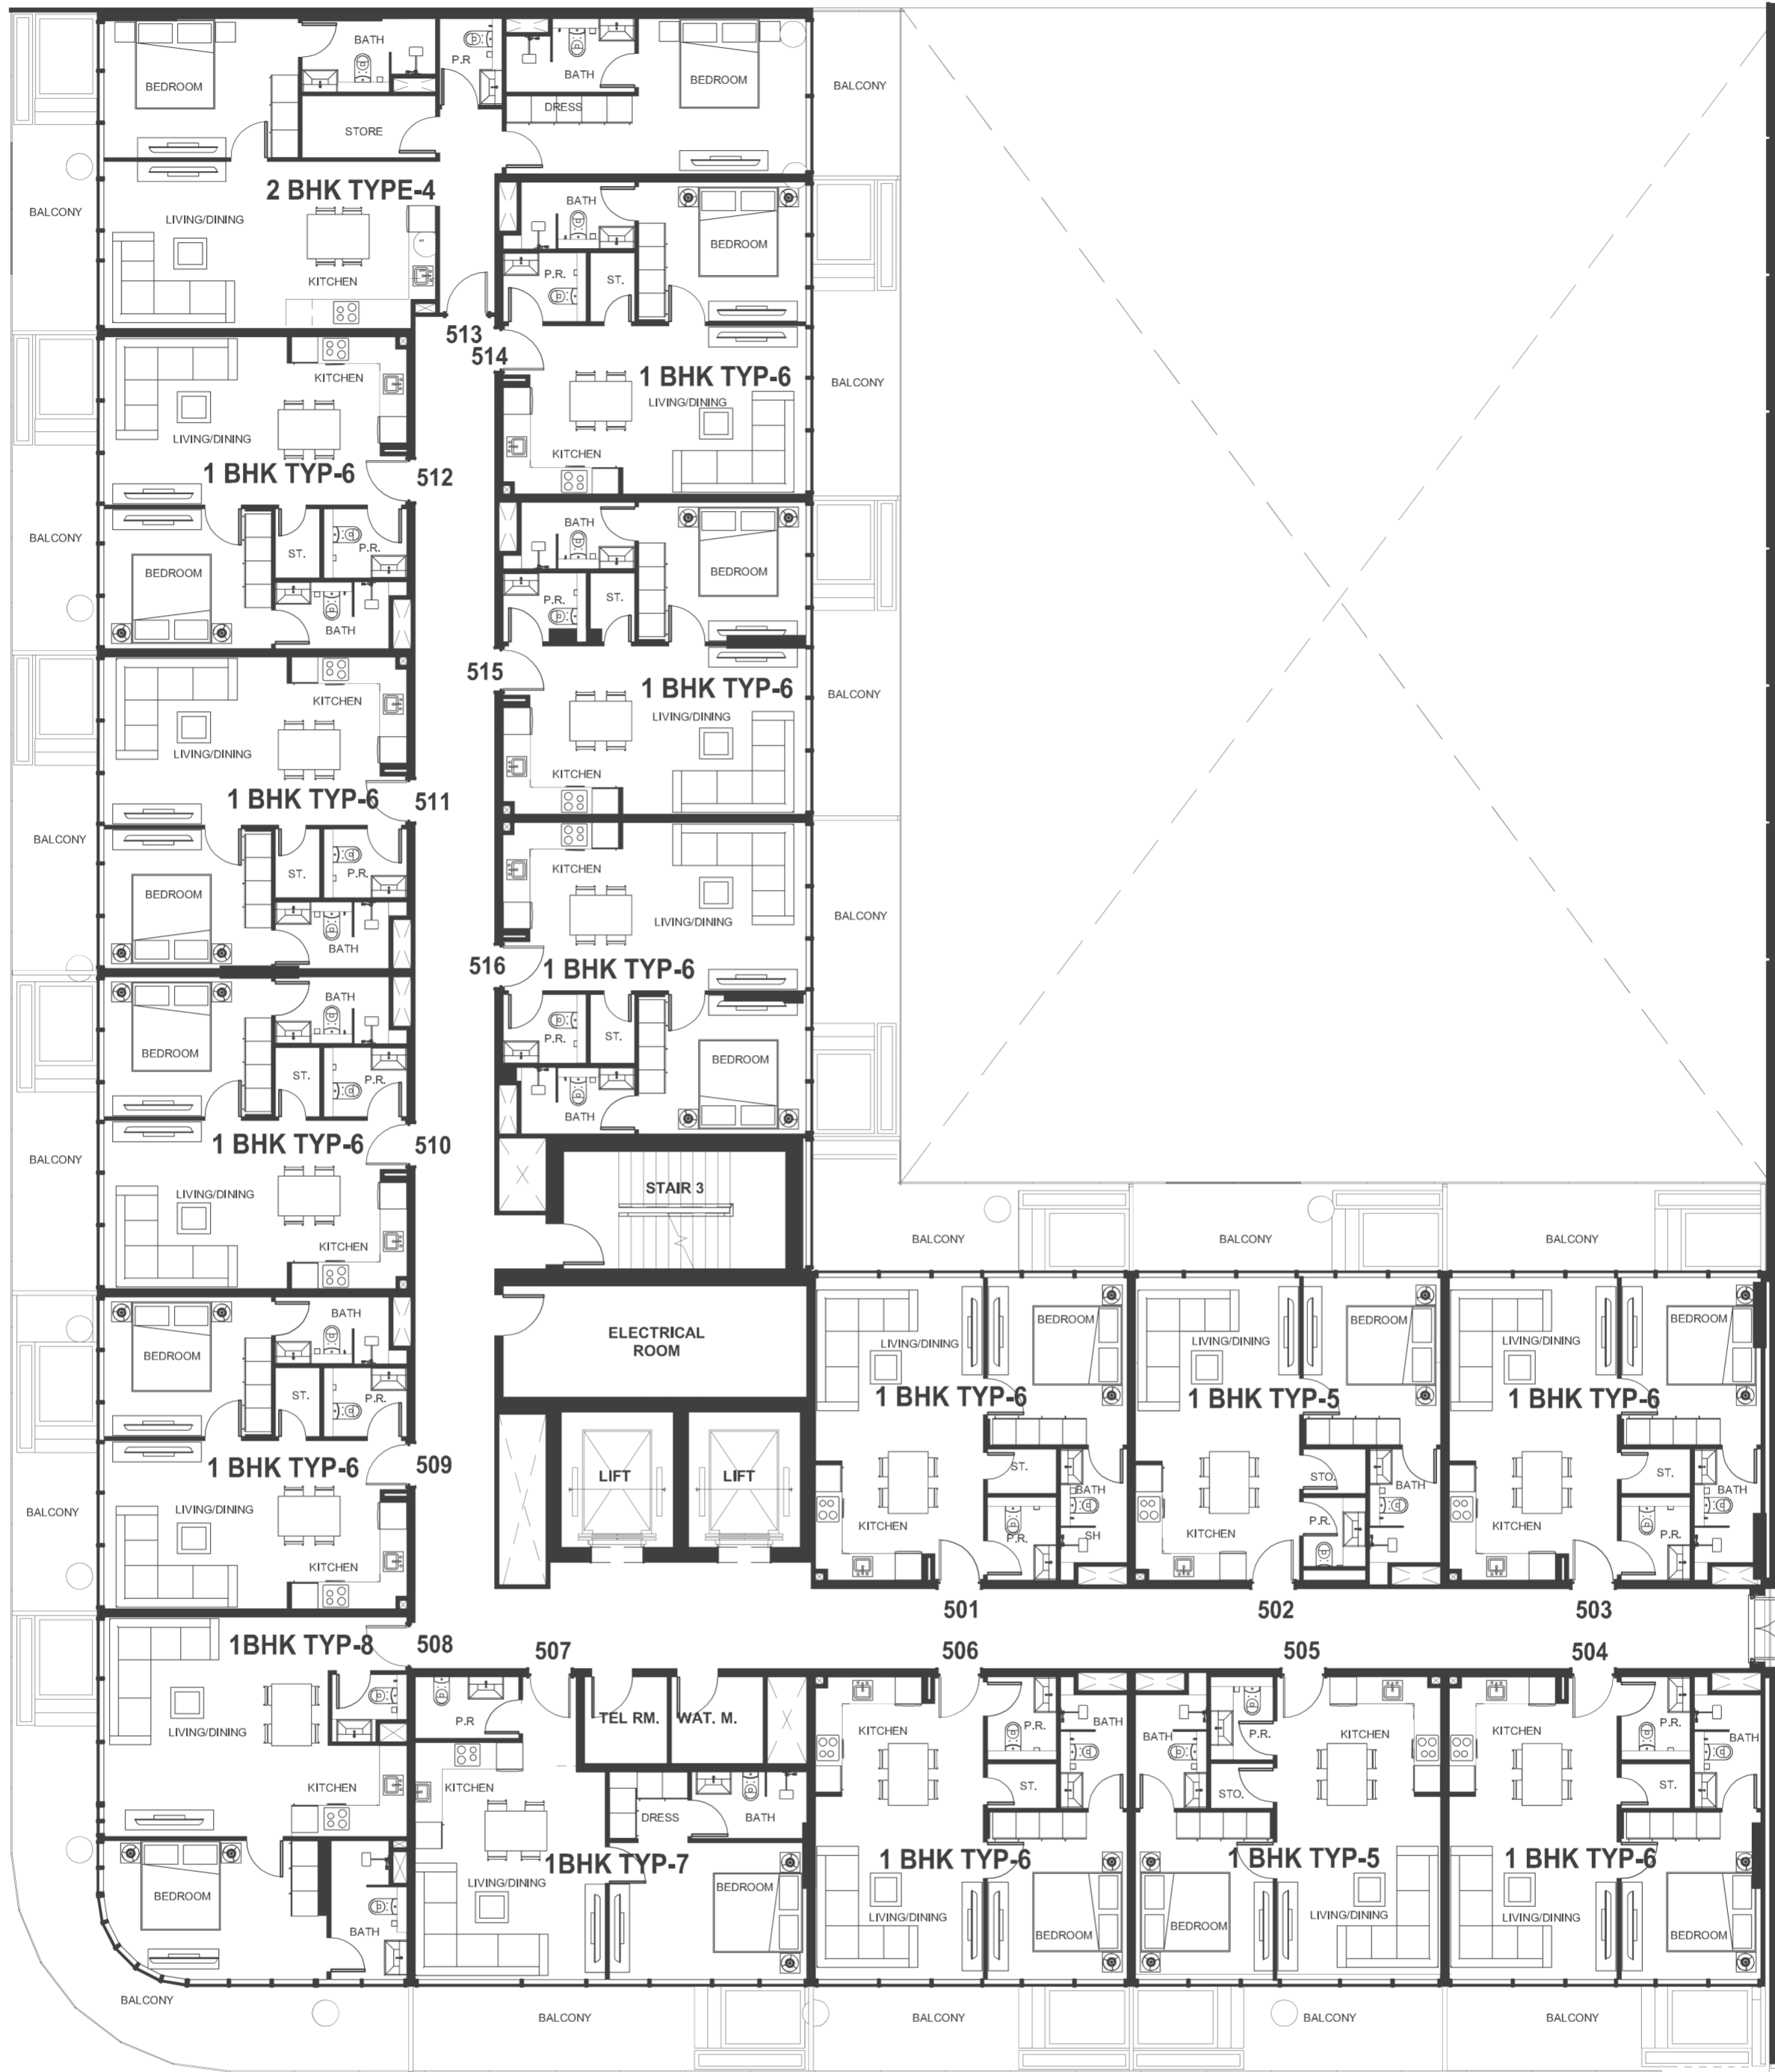 BATH
P.R
BEDROOM
BATH
BEDROOM
BALCONY
DRESS
STORE
2 BHK TYPE-4
BALCONY
LIVING/DINING
KITCHEN
513
BATH
BEDROOM
P.R.
ST.
514
1 BHK TYP-6
BALCONY
LIVING/DINING
KITCHEN
KITCHEN
LIVING/DINING
1 BHK TYP-6
512
BALCONY
ST.
P.R.
BEDROOM
BATH
BATH
BEDROOM
P.R.
ST.
515
1 BHK TYP-6
BALCONY
LIVING/DINING
KITCHEN
KITCHEN
LIVING/DINING
1 BHK TYP-6
511
BALCONY
ST.
P.R.
BEDROOM
BATH
KITCHEN
LIVING/DINING
BALCONY
516
1 BHK TYP-6
P.R.
ST.
BEDROOM
BATH
BATH
BEDROOM
ST.
P.R.
1 BHK TYP-6
510
BALCONY
LIVING/DINING
KITCHEN
STAIR 3
ELECTRICAL
ROOM
LIFT
LIFT
BATH
BEDROOM
ST.
P.R.
1 BHK TYP-6
509
BALCONY
LIVING/DINING
KITCHEN
BALCONY
BALCONY
BALCONY
BEDROOM
LIVING/DINING
1 BHK TYP-6
ST.
BATH
KITCHEN
P.R.
SH
501
BEDROOM
LIVING/DINING
1 BHK TYP-5
STO.
BATH
P.R.
KITCHEN
502
BEDROOM
LIVING/DINING
1 BHK TYP-6
ST.
BATH
KITCHEN
P.R.
503
1BHK TYP-8
508
LIVING/DINING
KITCHEN
BEDROOM
BATH
BALCONY
507
P.R
TEL RM.
WAT. M.
KITCHEN
DRESS
BATH
1BHK TYP-7
LIVING/DINING
BEDROOM
BALCONY
506
KITCHEN
P.R.
BATH
ST.
1 BHK TYP-6
LIVING/DINING
BEDROOM
BALCONY
505
BATH
P.R.
KITCHEN
STO.
1 BHK TYP-5
LIVING/DINING
BEDROOM
BALCONY
504
KITCHEN
P.R.
BATH
ST.
1 BHK TYP-6
LIVING/DINING
BEDROOM
BALCONY